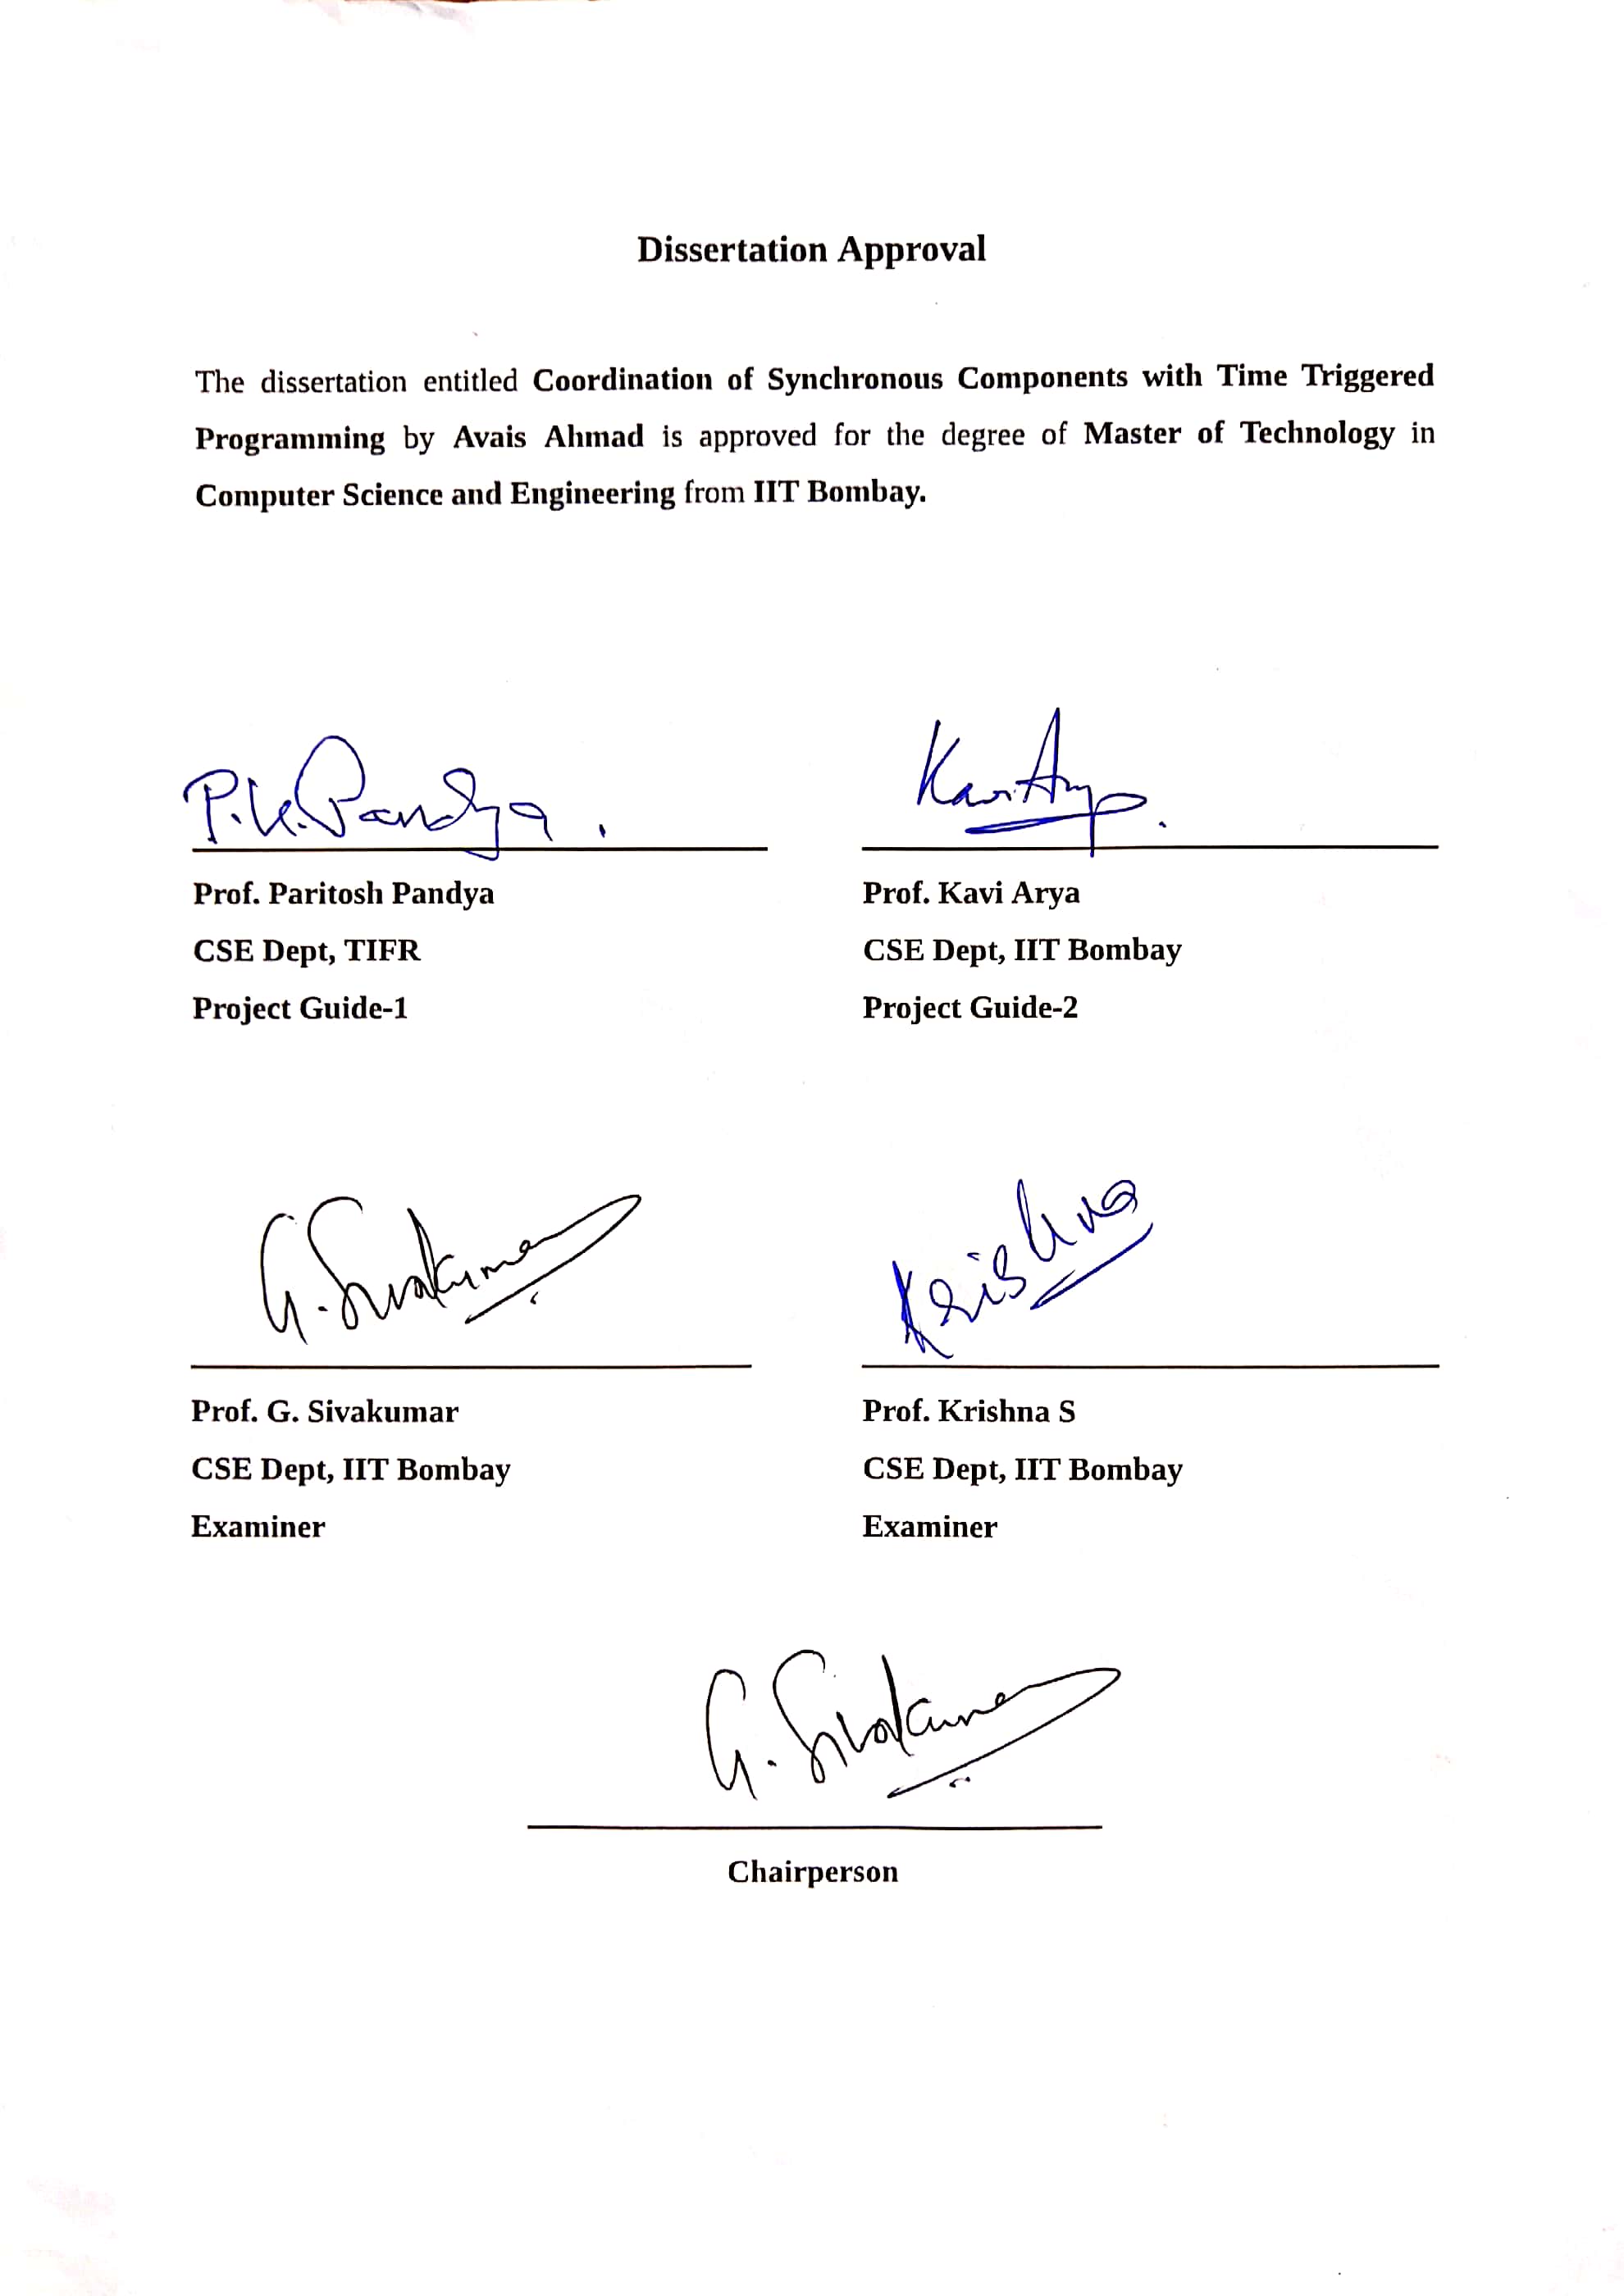 Dissertation Approval
The dissertation entitled Coordination of Synchronous Components with Time Triggered
Programming by Avais Ahmad is approved for the degree of Master of Technology in
Computer Science and Engineering from IIT Bombay.
P.K. Pandya.
Kavi Arya.
Prof. Paritosh Pandya
Prof. Kavi Arya
CSE Dept, TIFR
CSE Dept, IIT Bombay
Project Guide-1
Project Guide-2
G. Sivakumar
Krishna
Prof. G. Sivakumar
Prof. Krishna S
CSE Dept, IIT Bombay
CSE Dept, IIT Bombay
Examiner
Examiner
G. Sivakumar
Chairperson